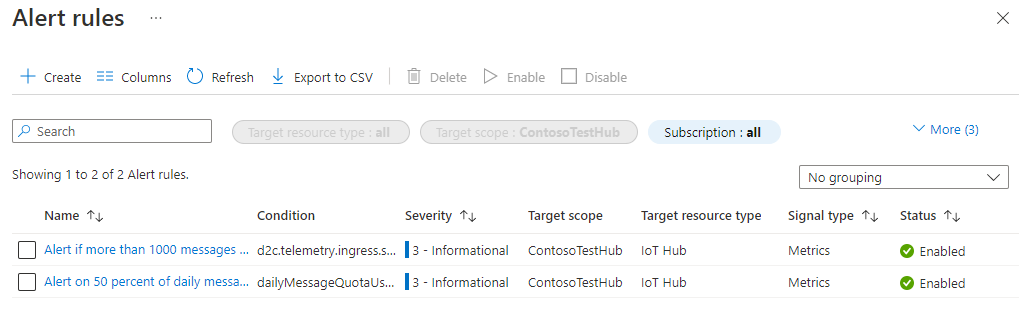 Alert rules ...
Create Columns Refresh Export to CSV Delete Enable Disable
Search Target resource type : all Target scope : ContosoTestHub Subscription : all More (3)
Showing 1 to 2 of 2 Alert rules.
No grouping
Name Condition Severity Target scope Target resource type Signal type Status
Alert if more than 1000 messages ... d2c.telemetry.ingress.s... 3 - Informational ContosoTestHub IoT Hub Metrics Enabled
Alert on 50 percent of daily messa... dailyMessageQuotaUs... 3 - Informational ContosoTestHub IoT Hub Metrics Enabled